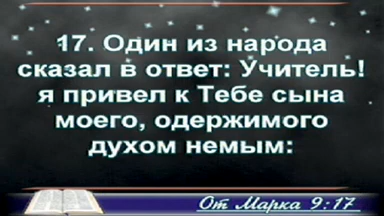 17. Один из народа
сказал в ответ: Учитель!
я привел к Тебе сына
моего, одержимого
духом немым:
От Марка 9:17